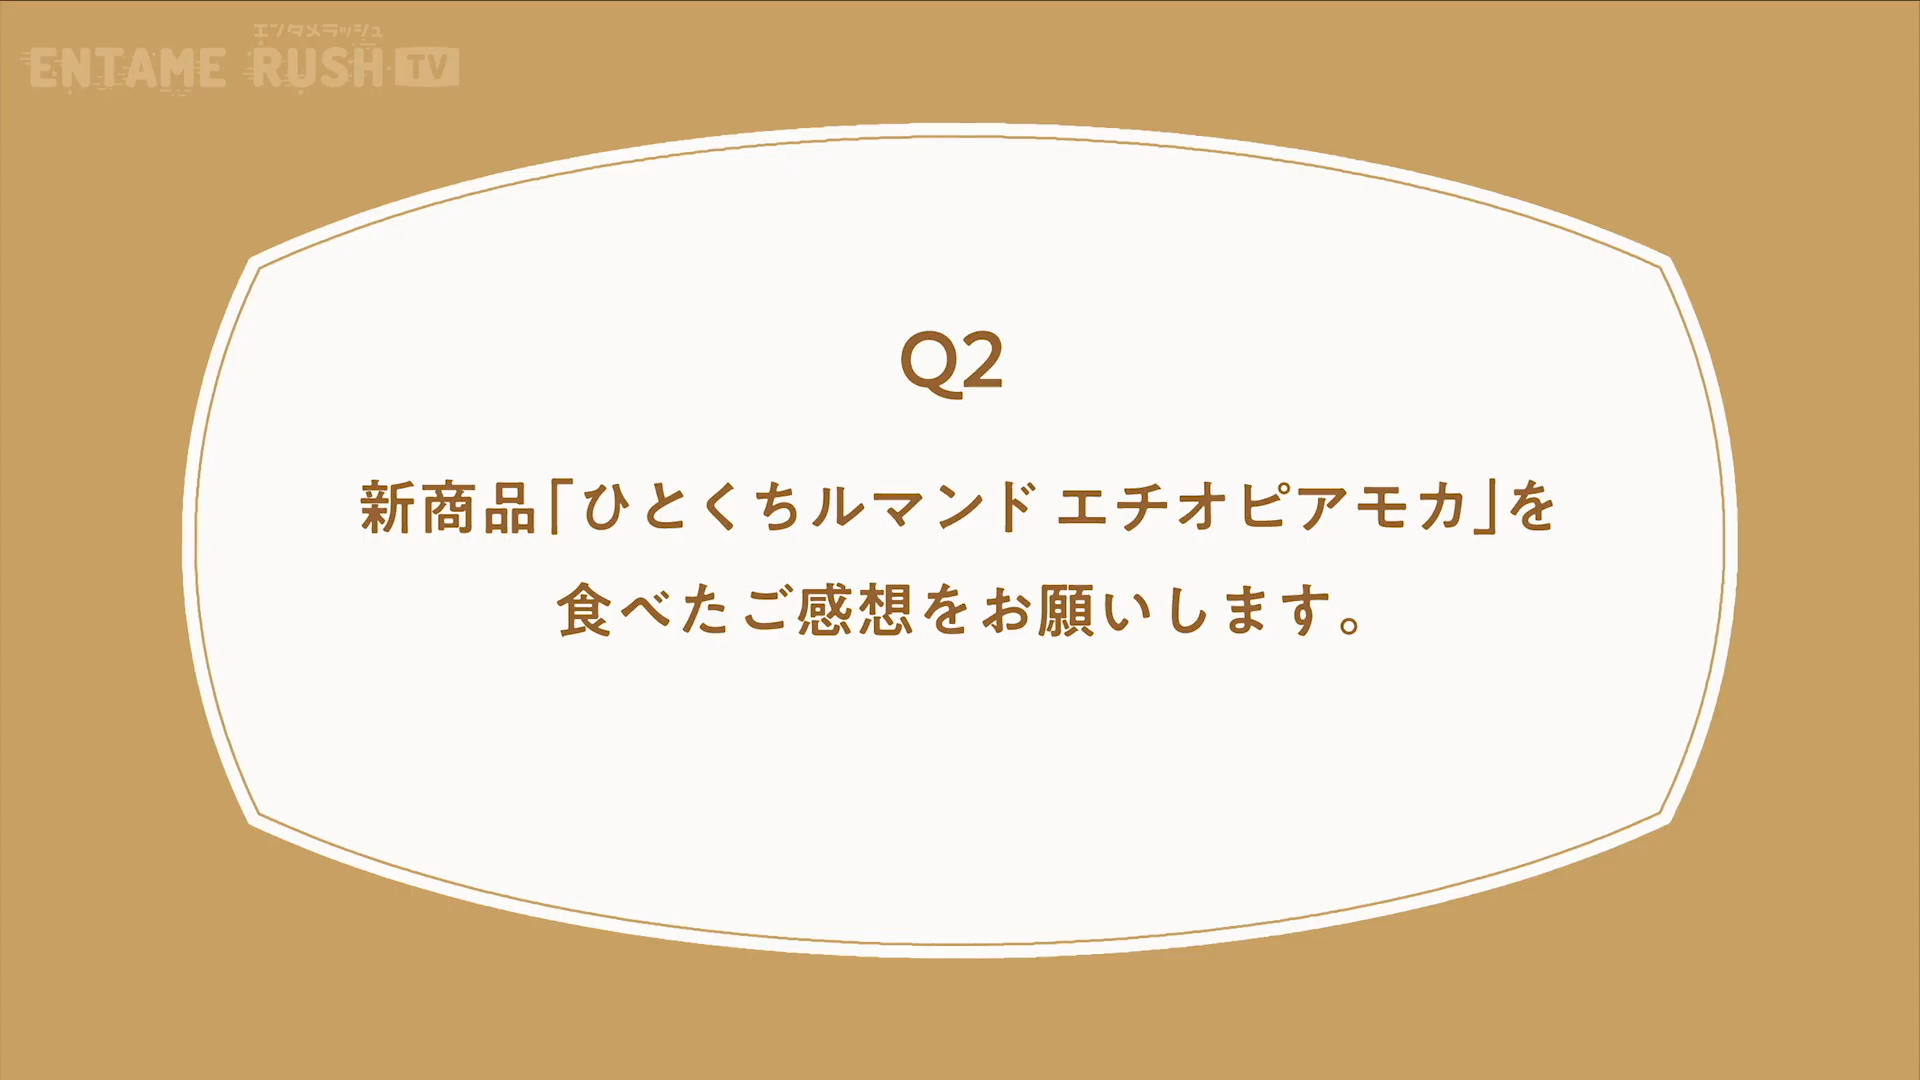 エンタメラッシュ
ENTAME RUSH TV
Q2
新商品「ひとくちルマンド エチオピアモカ」を
食べたご感想をお願いします。